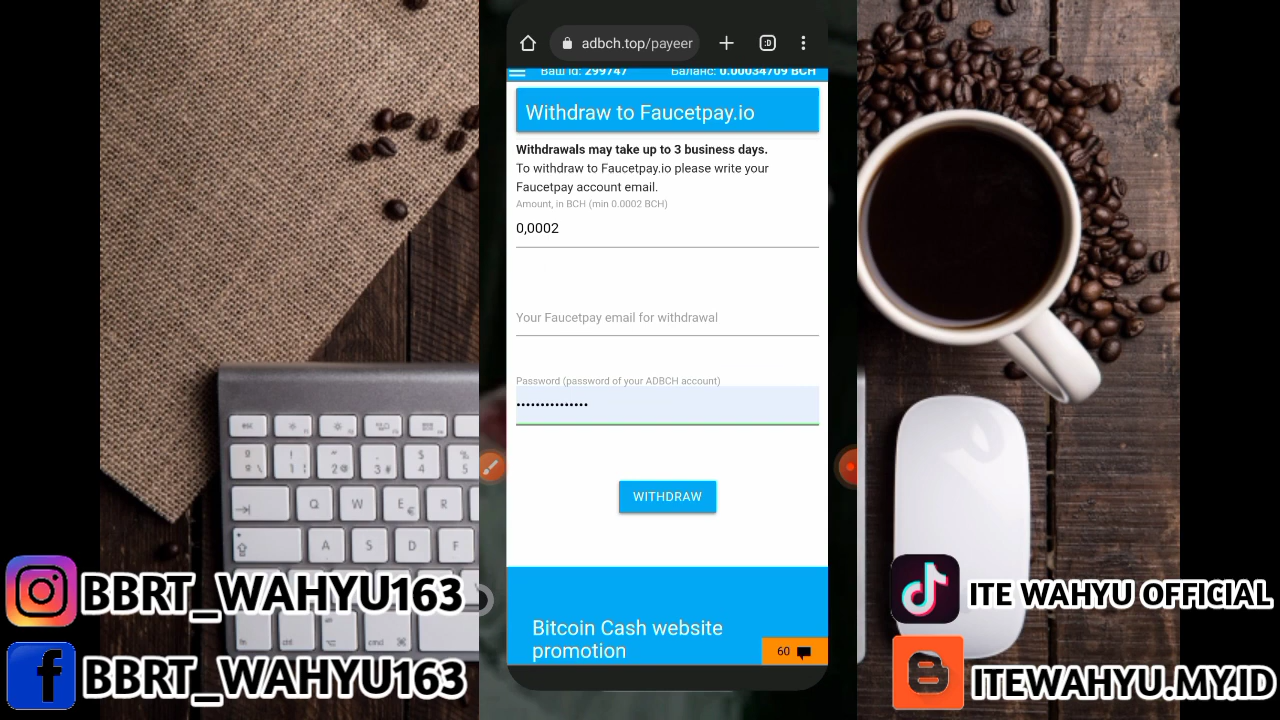 adbch.top/payeer
:D
Ваш id: 299747 Баланс: 0.00034709 BCH
Withdraw to Faucetpay.io
Withdrawals may take up to 3 business days.
To withdraw to Faucetpay.io please write your
Faucetpay account email.
Amount, in BCH (min 0.0002 BCH)
0,0002
Your Faucetpay email for withdrawal
Password (password of your ADBCH account)
•••••••••••••••
WITHDRAW
Bitcoin Cash website
promotion
60
Q W E R
A S D F
BBRT_WAHYU163
BBRT_WAHYU163
ITE WAHYU OFFICIAL
ITEWAHYU.MY.ID